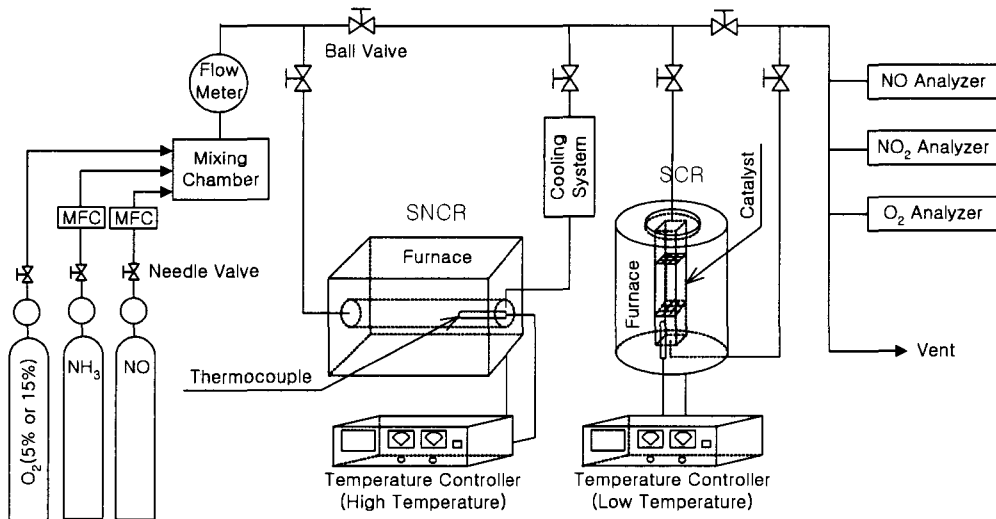 Ball Valve
Flow
Meter
NO Analyzer
Mixing
Chamber
Cooling
System
NO₂ Analyzer
SCR
Catalyst
MFC
MFC
SNCR
O₂ Analyzer
Needle Valve
Furnace
Furnace
NH₃
NO
O₂(5% or 15%)
Thermocouple
Vent
Temperature Controller
(High Temperature)
Temperature Controller
(Low Temperature)